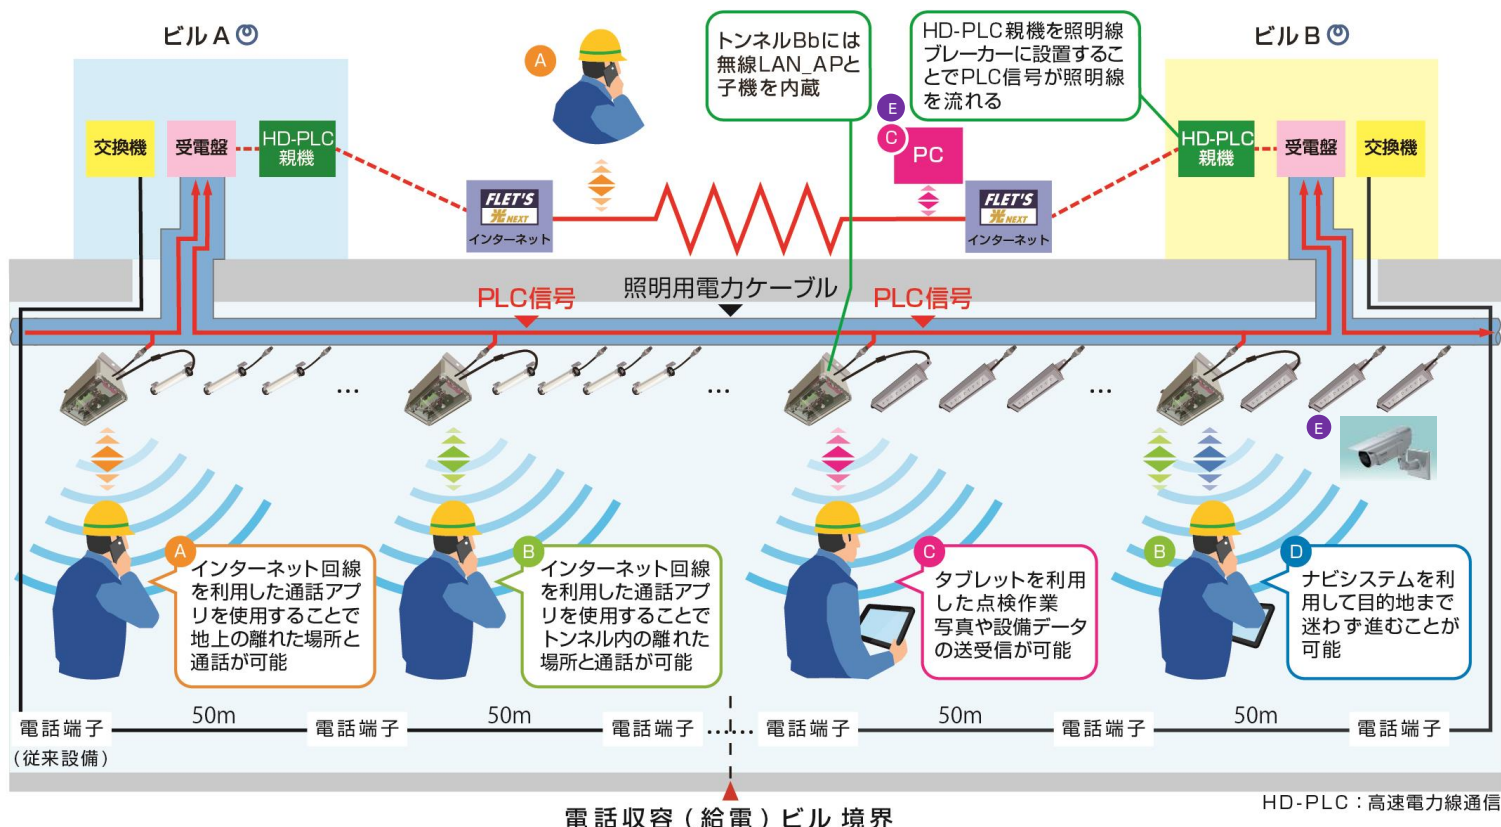 ビルA
ビルB
A
トンネルBbには
無線LAN_APと
子機を内蔵
HD-PLC親機を照明線
ブレーカーに設置するこ
とでPLC信号が照明線
を流れる
E
C
PC
交換機
受電盤
HD-PLC
親機
HD-PLC
親機
受電盤
交換機
FLET'S
光NEXT
インターネット
FLET'S
光NEXT
インターネット
照明用電力ケーブル
PLC信号
PLC信号
...
...
...
E
A
インターネット回線
を利用した通話アプ
リを使用することで
地上の離れた場所と
通話が可能
B
インターネット回線
を利用した通話アプ
リを使用することで
トンネル内の離れた
場所と通話が可能
C
タブレットを利用
した点検作業
写真や設備データ
の送受信が可能
B
D
ナビシステムを利
用して目的地まで
迷わず進むことが
可能
電話端子
50m
電話端子
50m
電話端子
……
電話端子
50m
電話端子
50m
電話端子
(従来設備)
電話収容(給電)ビル 境界
HD-PLC:高速電力線通信